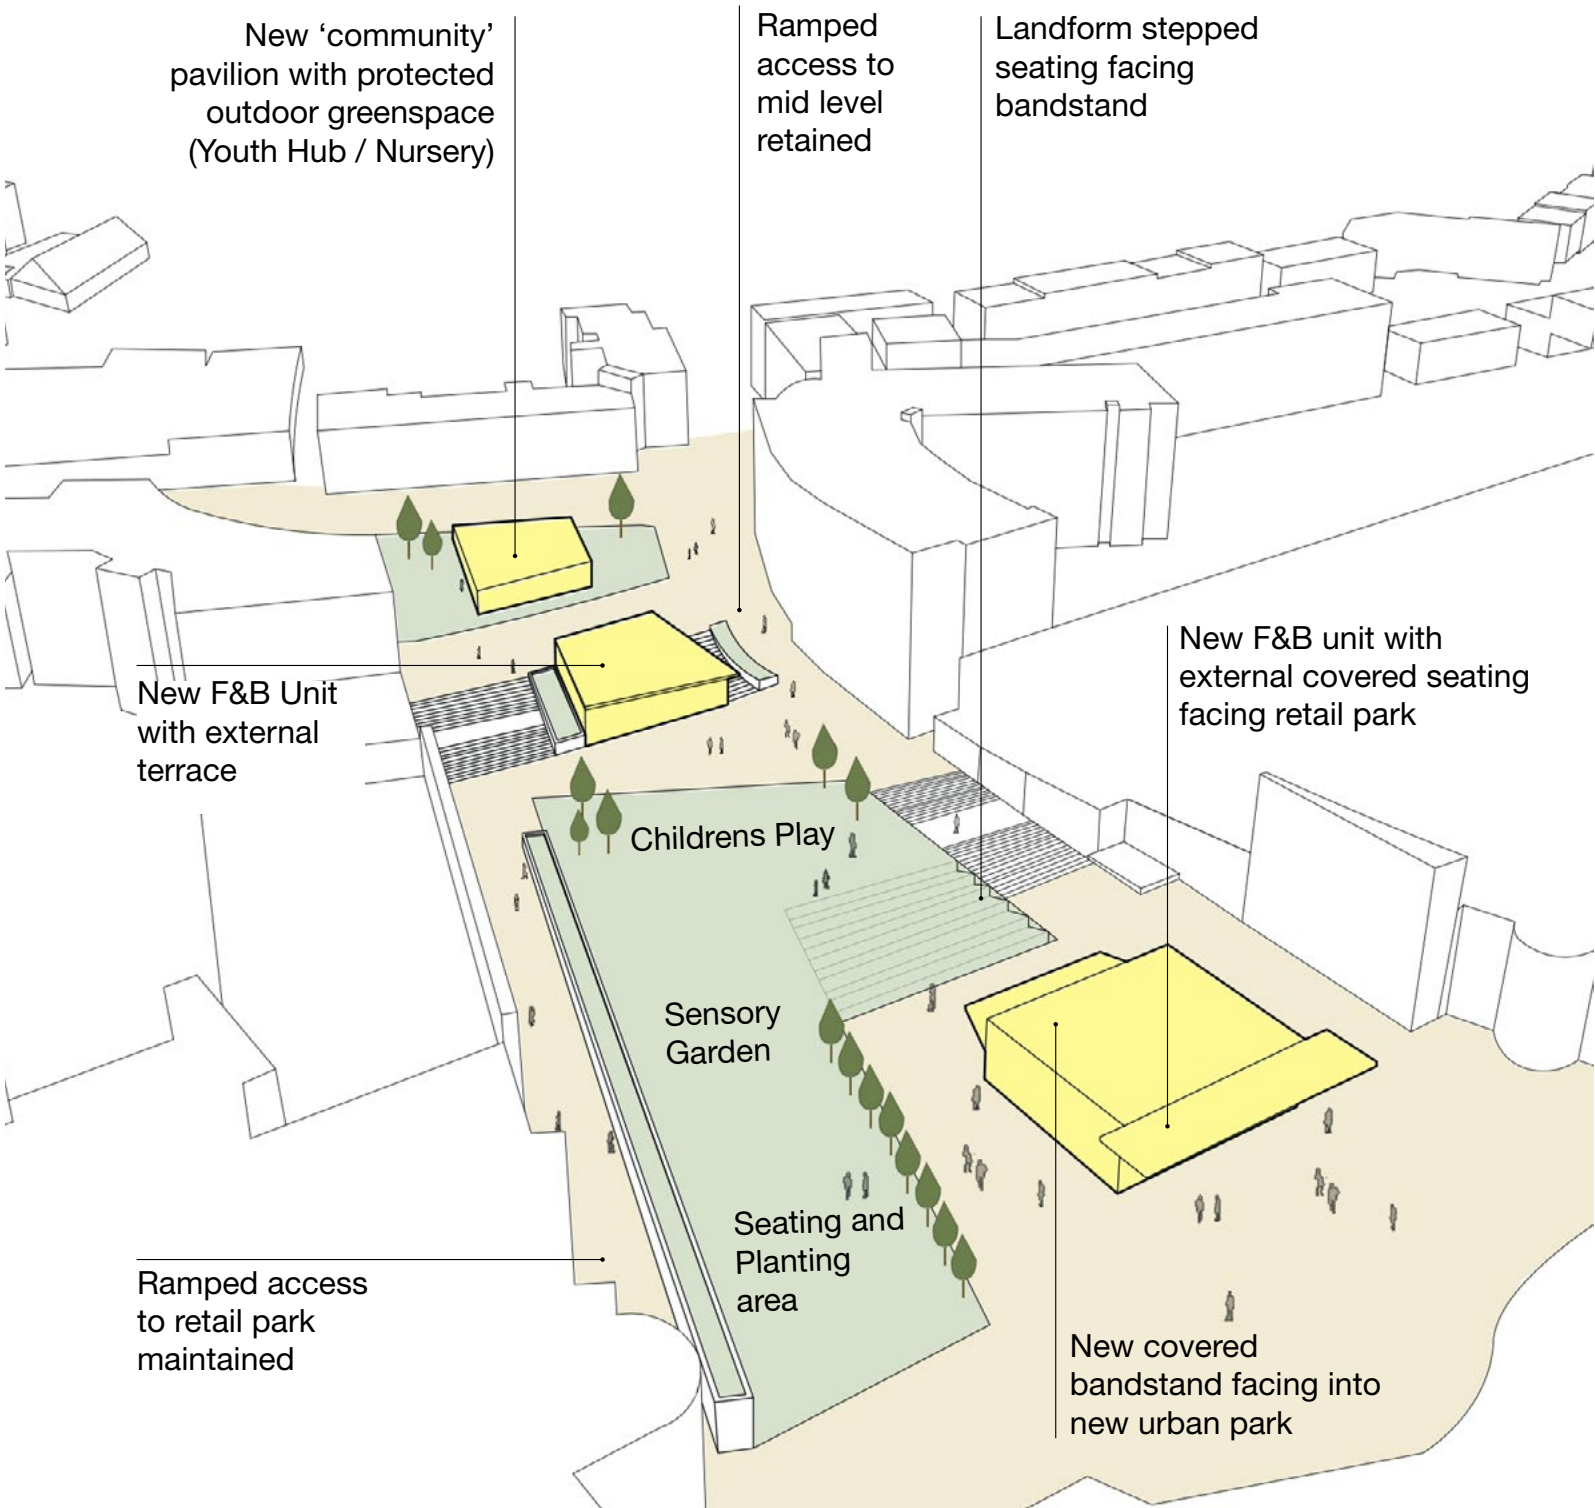 New ‘community’
pavilion with protected
outdoor greenspace
(Youth Hub / Nursery)
Ramped
access to
mid level
retained
Landform stepped
seating facing
bandstand
New F&B Unit
with external
terrace
New F&B unit with
external covered seating
facing retail park
Childrens Play
Sensory
Garden
Seating and
Planting
area
Ramped access
to retail park
maintained
New covered
bandstand facing into
new urban park